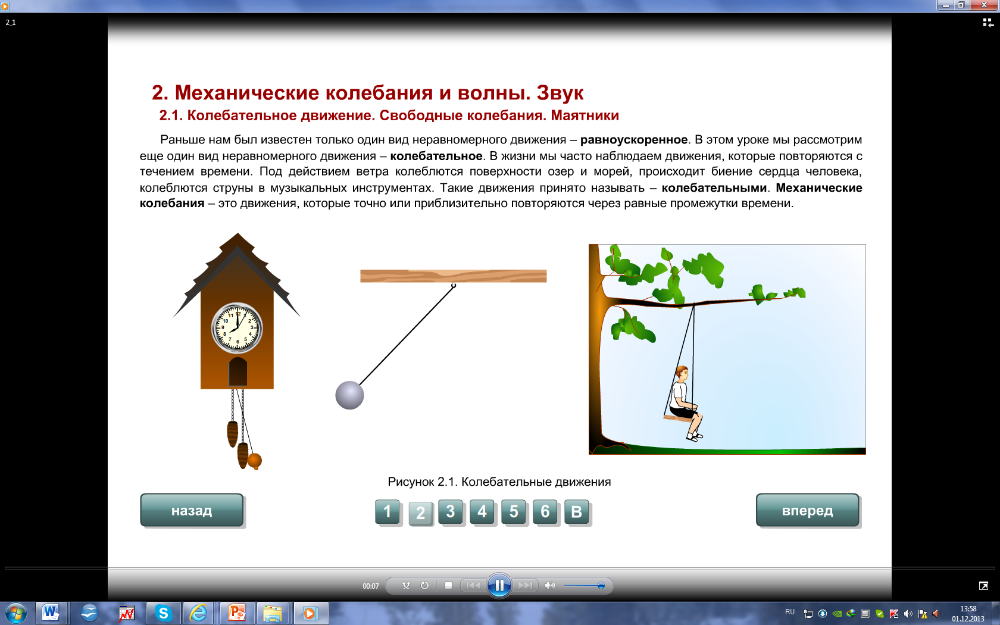 2_1
2. Механические колебания и волны. Звук
2.1. Колебательное движение. Свободные колебания. Маятники
Раньше нам был известен только один вид неравномерного движения – равноускоренное. В этом уроке мы рассмотрим
еще один вид неравномерного движения – колебательное. В жизни мы часто наблюдаем движения, которые повторяются с
течением времени. Под действием ветра колеблются поверхности озер и морей, происходит биение сердца человека,
колеблются струны в музыкальных инструментах. Такие движения принято называть – колебательными. Механические
колебания – это движения, которые точно или приблизительно повторяются через равные промежутки времени.
11 12 1
10 2
9 3
8 4
7 6 5
Рисунок 2.1. Колебательные движения
назад 1 2 3 4 5 6 В вперед
00:07
RU 13:58
01.12.2013